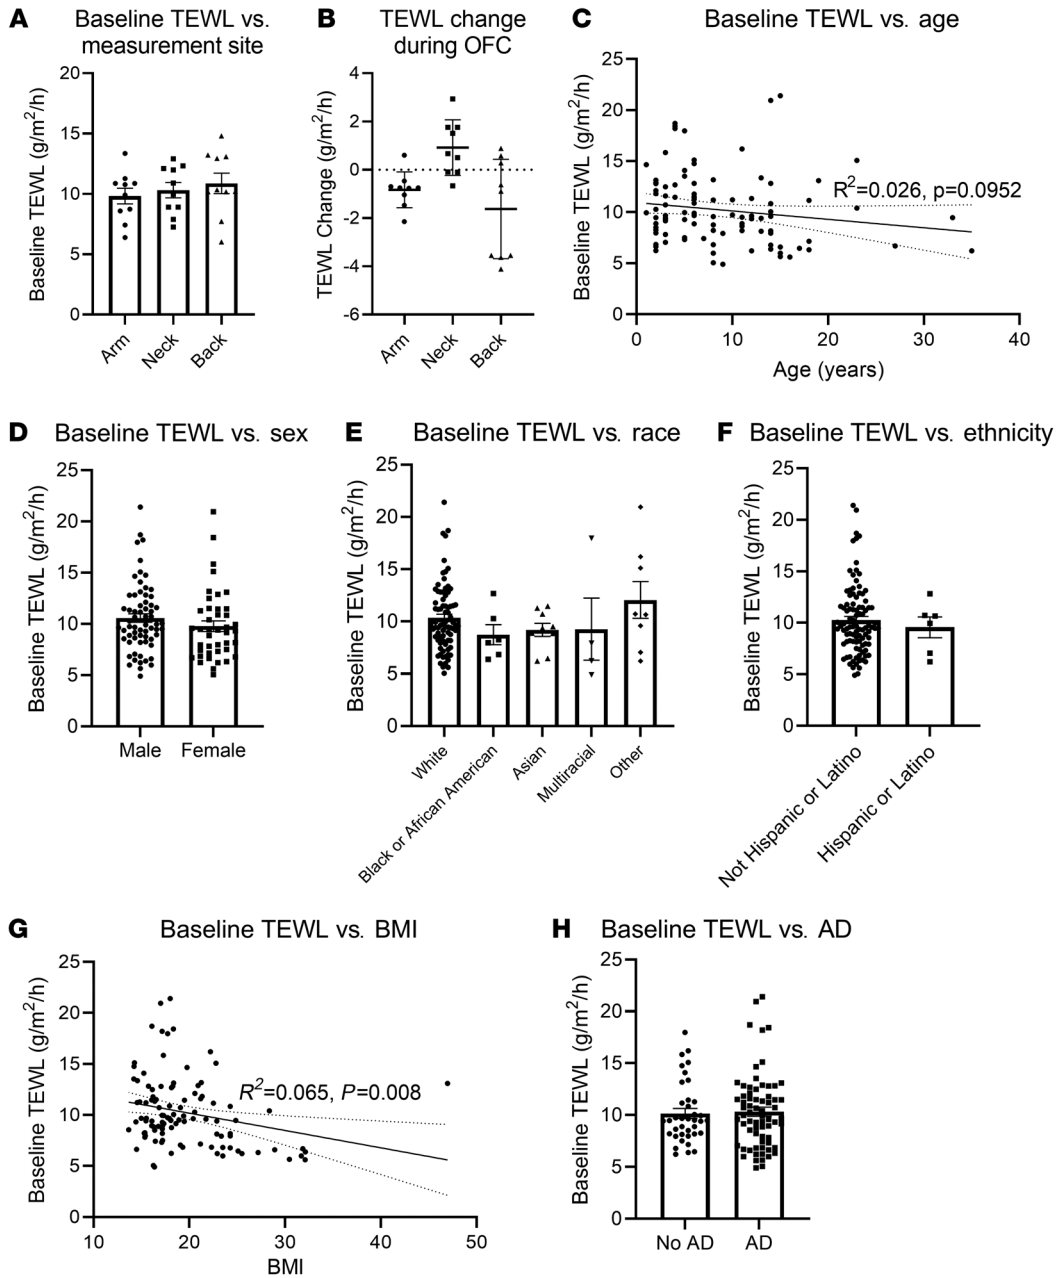 A
Baseline TEWL vs.
measurement site
Baseline TEWL (g/m²/h)
20
15
10
5
0
Arm
Neck
Back
B
TEWL change
during OFC
TEWL Change (g/m²/h)
4
2
0
-2
-4
-6
Arm
Neck
Back
C
Baseline TEWL vs. age
Baseline TEWL (g/m²/h)
25
20
15
10
5
0
R²=0.026, p=0.0952
0
10
20
30
40
Age (years)
D
Baseline TEWL vs. sex
Baseline TEWL (g/m²/h)
25
20
15
10
5
0
Male
Female
E
Baseline TEWL vs. race
Baseline TEWL (g/m²/h)
25
20
15
10
5
0
White
Black or African American
Asian
Multiracial
Other
F
Baseline TEWL vs. ethnicity
Baseline TEWL (g/m²/h)
25
20
15
10
5
0
Not Hispanic or Latino
Hispanic or Latino
G
Baseline TEWL vs. BMI
Baseline TEWL (g/m²/h)
25
20
15
10
5
0
R²=0.065, P=0.008
10
20
30
40
50
BMI
H
Baseline TEWL vs. AD
Baseline TEWL (g/m²/h)
25
20
15
10
5
0
No AD
AD